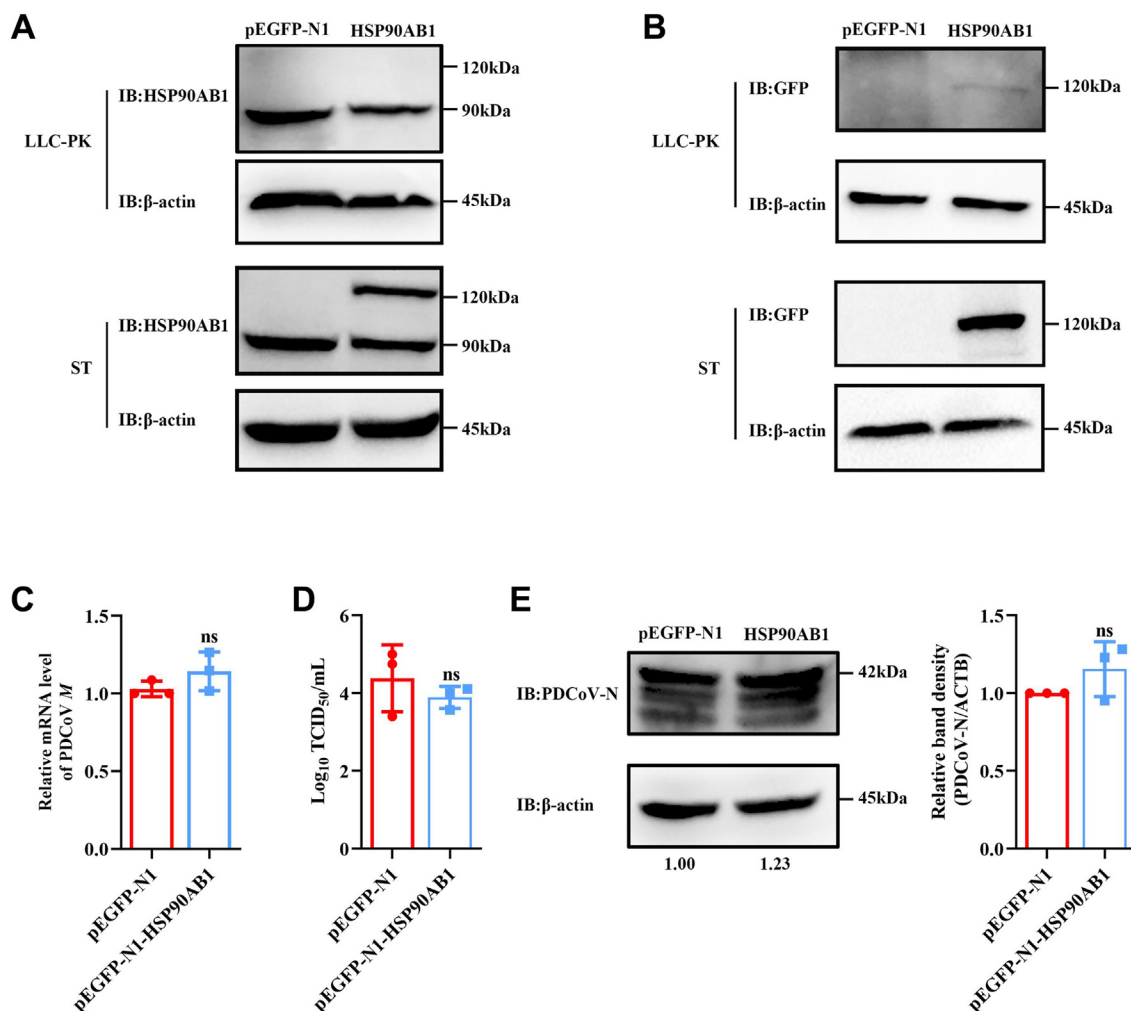 A
pEGFP-N1 HSP90AB1
120kDa
IB:HSP90AB1
90kDa
LLC-PK
IB:β-actin
45kDa
120kDa
IB:HSP90AB1
90kDa
ST
IB:β-actin
45kDa
B
pEGFP-N1 HSP90AB1
IB:GFP
120kDa
LLC-PK
IB:β-actin
45kDa
IB:GFP
120kDa
ST
IB:β-actin
45kDa
C
Relative mRNA level
of PDCoV M
1.5
1.0
0.5
0.0
ns
pEGFP-N1
pEGFP-N1-HSP90AB1
D
Log10 TCID50/mL
6
4
2
0
ns
pEGFP-N1
pEGFP-N1-HSP90AB1
E
pEGFP-N1 HSP90AB1
IB:PDCoV-N
42kDa
IB:β-actin
45kDa
1.00 1.23
Relative band density
(PDCoV-N/ACTB)
1.5
1.0
0.5
0.0
ns
pEGFP-N1
pEGFP-N1-HSP90AB1